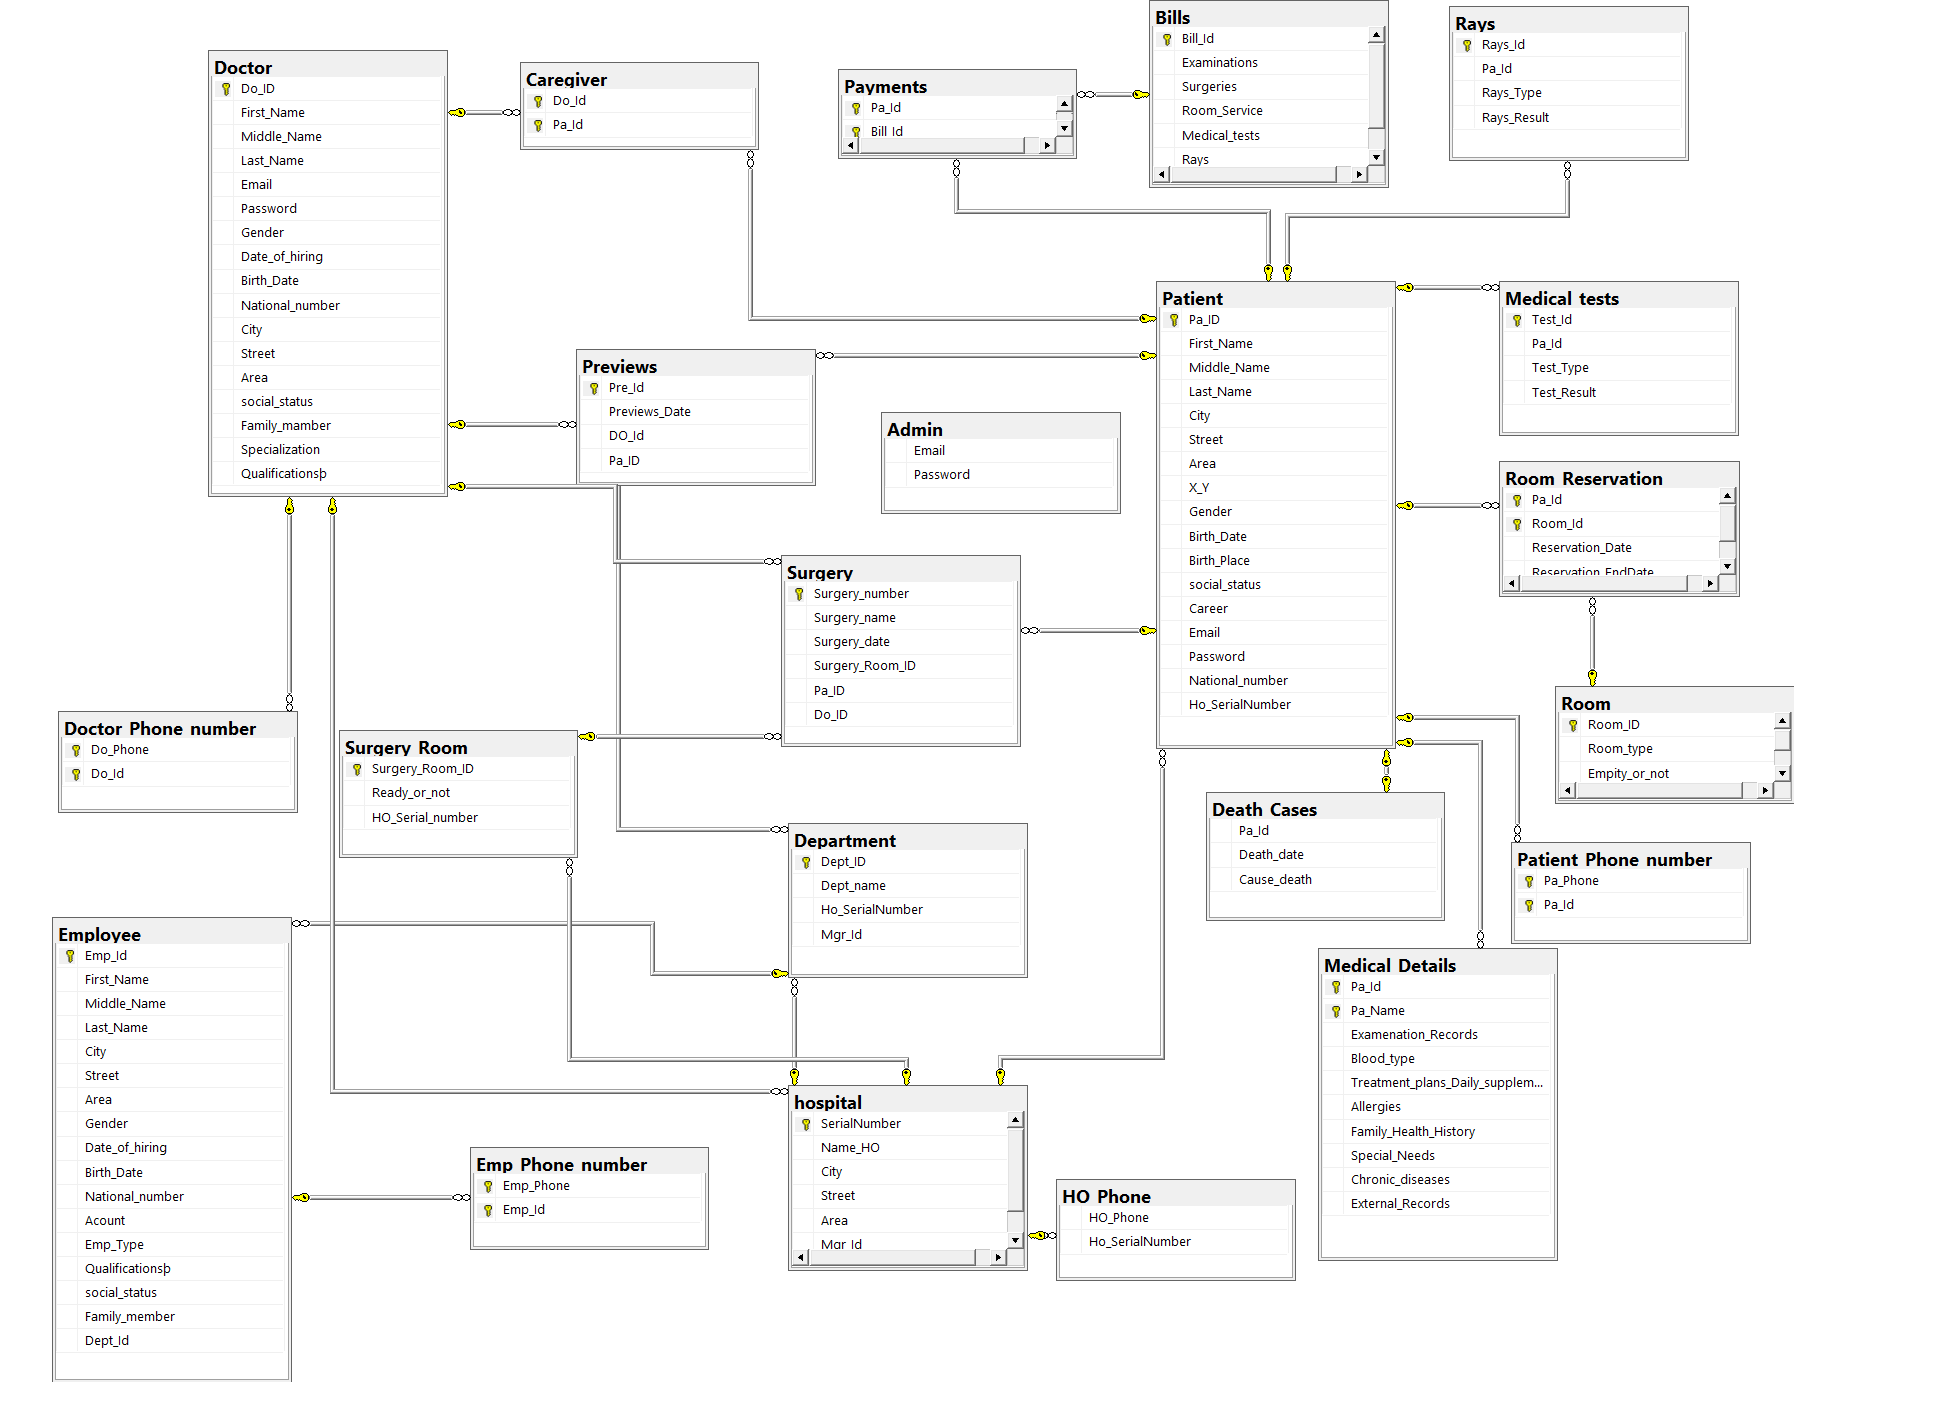 Doctor
Do_ID
First_Name
Middle_Name
Last_Name
Email
Password
Gender
Date_of_hiring
Birth_Date
National_number
City
Street
Area
social_status
Family_mamber
Specialization
Qualificationsþ
Caregiver
Do_Id
Pa_Id
Payments
Pa_Id
Bill_Id
Bills
Bill_Id
Examinations
Surgeries
Room_Service
Medical_tests
Rays
Rays
Rays_Id
Pa_Id
Rays_Type
Rays_Result
Previews
Pre_Id
Previews_Date
DO_Id
Pa_ID
Admin
Email
Password
Patient
Pa_ID
First_Name
Middle_Name
Last_Name
City
Street
Area
X_Y
Gender
Birth_Date
Birth_Place
social_status
Career
Email
Password
National_number
Ho_SerialNumber
Medical tests
Test_Id
Pa_Id
Test_Type
Test_Result
Room Reservation
Pa_Id
Room_Id
Reservation_Date
Reservation_EndDate
Surgery
Surgery_number
Surgery_name
Surgery_date
Surgery_Room_ID
Pa_ID
Do_ID
Room
Room_ID
Room_type
Empity_or_not
Doctor Phone number
Do_Phone
Do_Id
Surgery Room
Surgery_Room_ID
Ready_or_not
HO_Serial_number
Department
Dept_ID
Dept_name
Ho_SerialNumber
Mgr_Id
Death Cases
Pa_Id
Death_date
Cause_death
Patient Phone number
Pa_Phone
Pa_Id
Employee
Emp_Id
First_Name
Middle_Name
Last_Name
City
Street
Area
Gender
Date_of_hiring
Birth_Date
National_number
Acount
Emp_Type
Qualificationsþ
social_status
Family_member
Dept_Id
Medical Details
Pa_Id
Pa_Name
Examenation_Records
Blood_type
Treatment_plans_Daily_supplem...
Allergies
Family_Health_History
Special_Needs
Chronic_diseases
External_Records
hospital
SerialNumber
Name_HO
City
Street
Area
Mgr_Id
Emp Phone number
Emp_Phone
Emp_Id
HO Phone
HO_Phone
Ho_SerialNumber